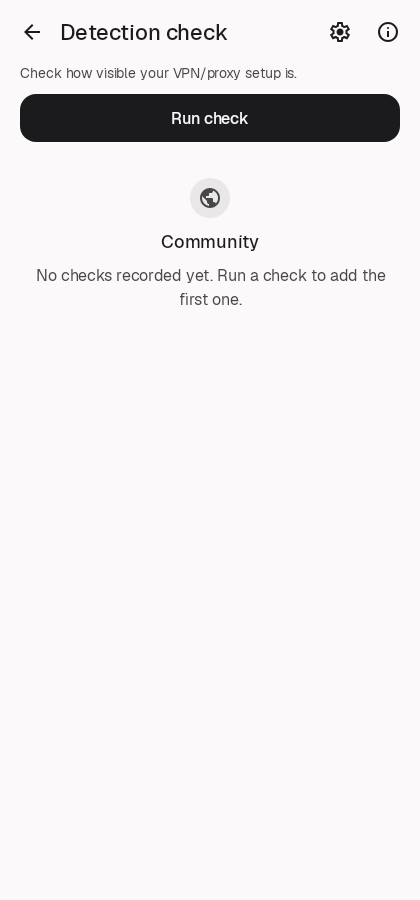 Detection check
Check how visible your VPN/proxy setup is.
Run check
Community
No checks recorded yet. Run a check to add the
first one.